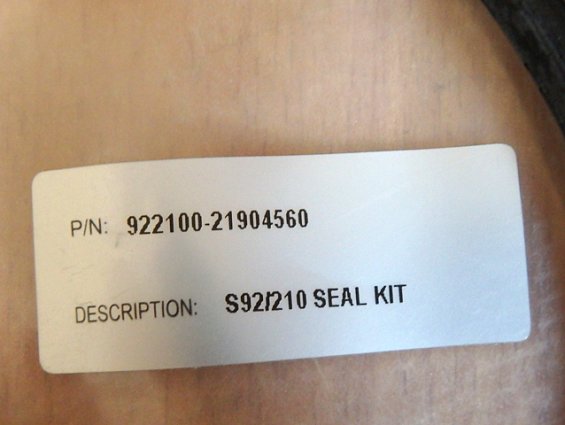 P/N: 922100-21904560
DESCRIPTION: S92/210 SEAL KIT